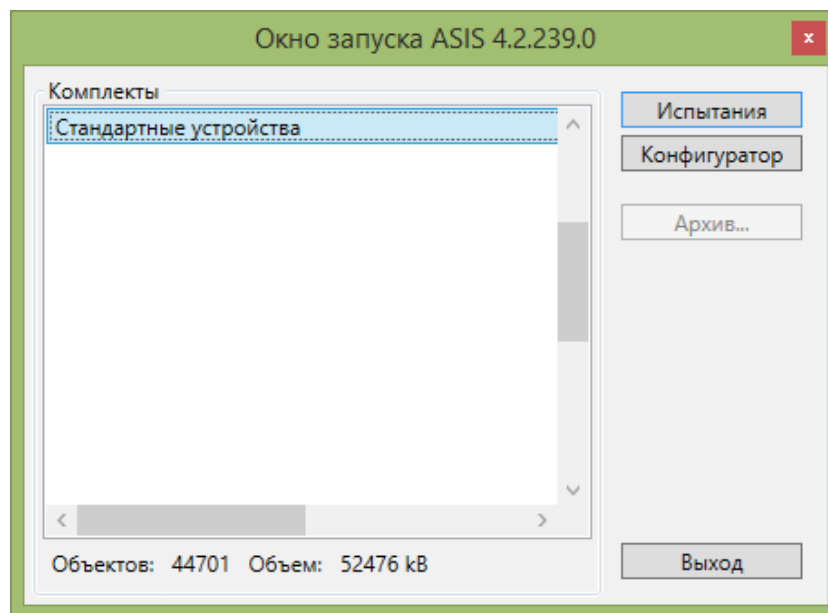 Окно запуска ASIS 4.2.239.0
x
Комплекты
Стандартные устройства
Испытания
Конфигуратор
Архив...
Объектов: 44701 Объем: 52476 kB
Выход